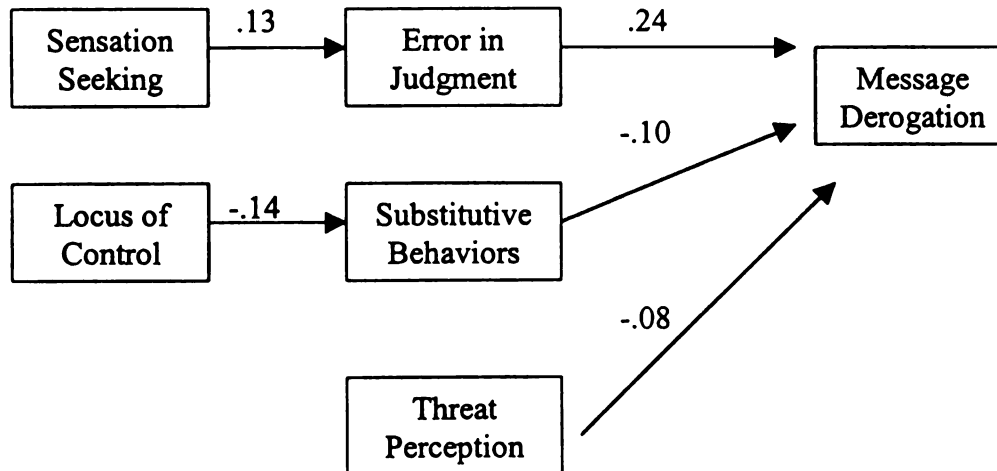 Sensation
Seeking
.13
Error in
Judgment
.24
Message
Derogation
Locus of
Control
-.14
Substitutive
Behaviors
-.10
Threat
Perception
-.08